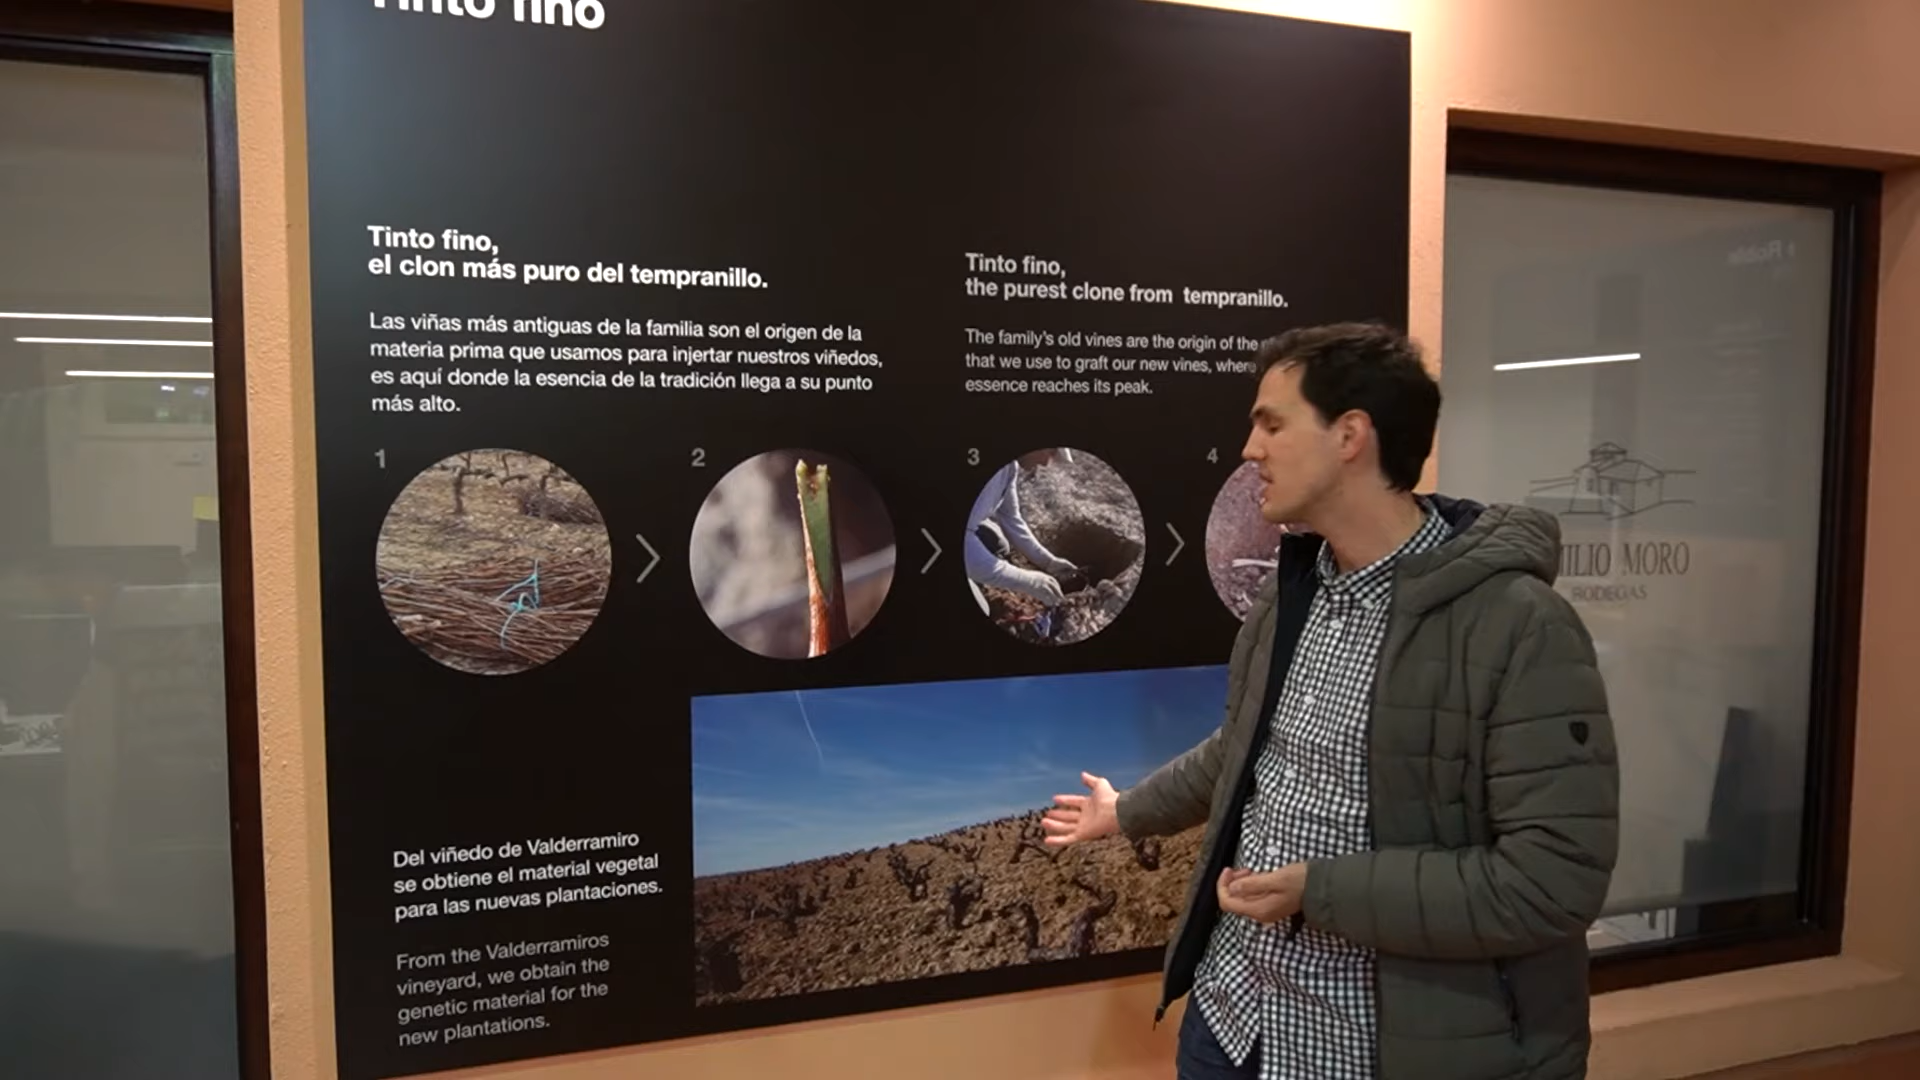 Tinto fino
Tinto fino,
el clon más puro del tempranillo.
Las viñas más antiguas de la familia son el origen de la
materia prima que usamos para injertar nuestros viñedos,
es aquí donde la esencia de la tradición llega a su punto
más alto.
Tinto fino,
the purest clone from tempranillo.
The family's old vines are the origin of the
that we use to graft our new vines, where
essence reaches its peak.
1
2
3
4
Del viñedo de Valderramiro
se obtiene el material vegetal
para las nuevas plantaciones.
From the Valderramiros
vineyard, we obtain the
genetic material for the
new plantations.
MILIO MORO
BODEGAS